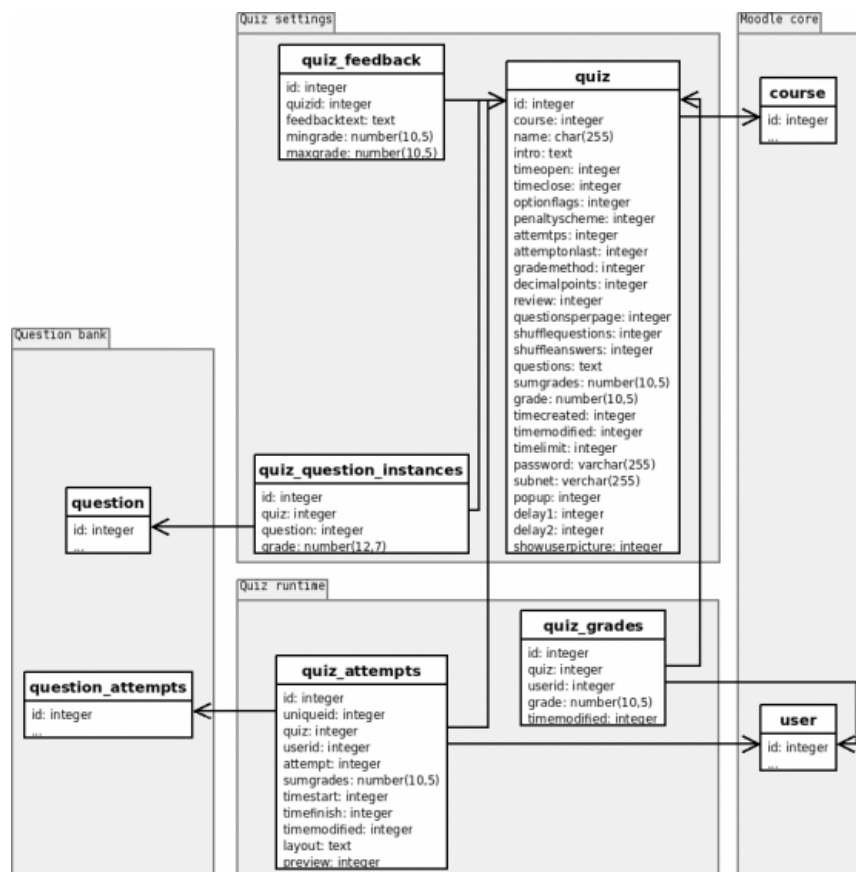 Quiz settings
quiz_feedback
id: integer
quizid: integer
feedbacktext: text
mingrade: number(10,5)
maxgrade: number(10,5)
quiz
id: integer
course: integer
name: char(255)
intro: text
timeopen: integer
timeclose: integer
optionflags: integer
penaltyscheme: integer
attemtps: integer
attemptonlast: integer
grademethod: integer
decimalpoints: integer
review: integer
questionsperpage: integer
shufflequestions: integer
shuffleanswers: integer
questions: text
sumgrades: number(10,5)
grade: number(10,5)
timecreated: integer
timemodified: integer
timelimit: integer
password: varchar(255)
subnet: verchar(255)
popup: integer
delay1: integer
delay2: integer
showuserpicture: integer
quiz_question_instances
id: integer
quiz: integer
question: integer
grade: number(12,7)
Moodle core
course
id: integer
...
Question bank
question
id: integer
...
question_attempts
id: integer
...
Quiz runtime
quiz_attempts
id: integer
uniqueid: integer
quiz: integer
userid: integer
attempt: integer
sumgrades: number(10,5)
timestart: integer
timefinish: integer
timemodified: integer
layout: text
preview: integer
quiz_grades
id: integer
quiz: integer
userid: integer
grade: number(10,5)
timemodified: integer
user
id: integer
...